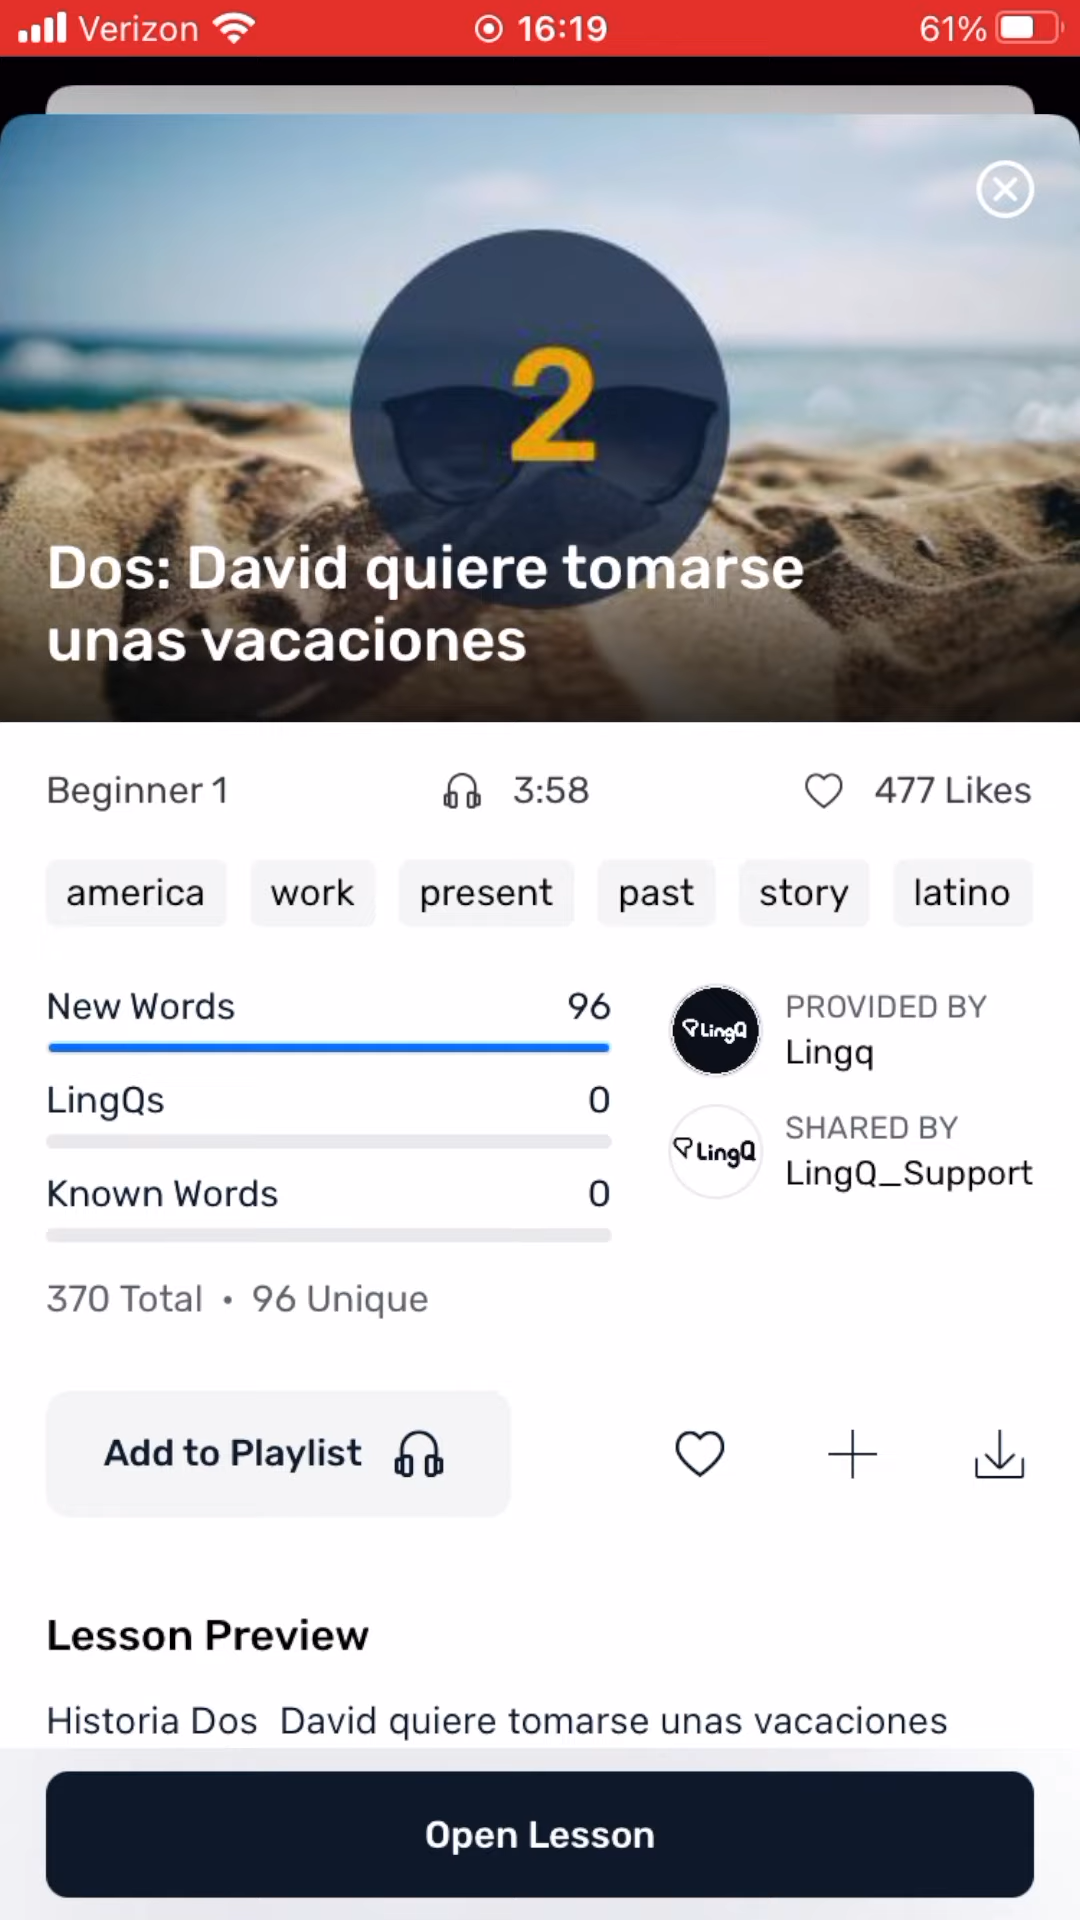 Verizon 16:19 61%
2
Dos: David quiere tomarse
unas vacaciones
Beginner 1 3:58 477 Likes
america work present past story latino
New Words 96
LingQs 0
Known Words 0
370 Total • 96 Unique
LingQ PROVIDED BY
Lingq
LingQ SHARED BY
LingQ_Support
Add to Playlist
Lesson Preview
Historia Dos  David quiere tomarse unas vacaciones
Open Lesson